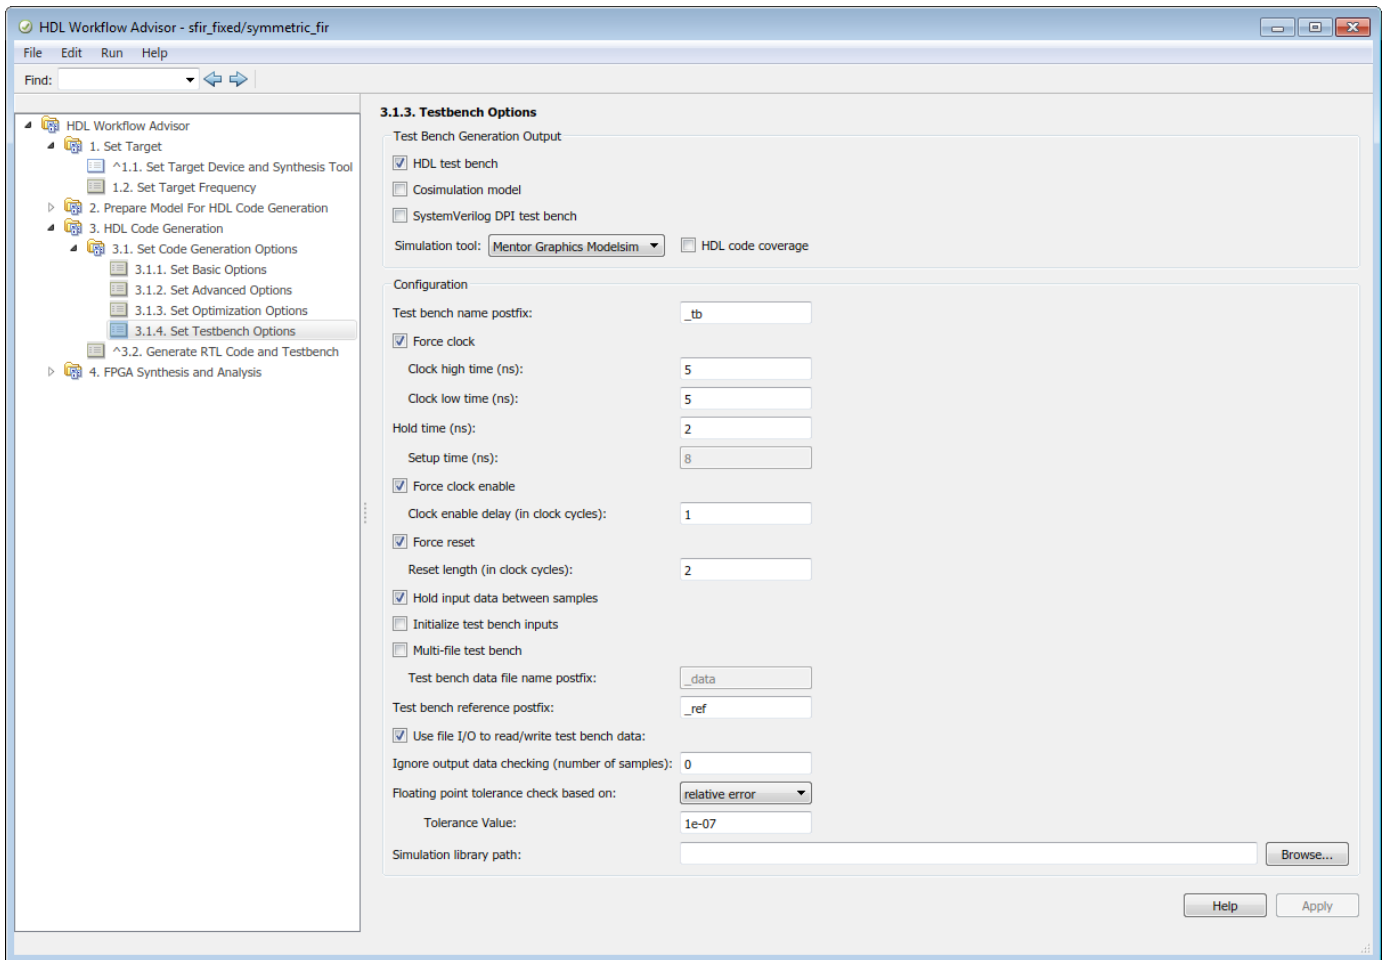 HDL Workflow Advisor - sfir_fixed/symmetric_fir
File Edit Run Help
Find:
HDL Workflow Advisor
1. Set Target
^1.1. Set Target Device and Synthesis Tool
1.2. Set Target Frequency
2. Prepare Model For HDL Code Generation
3. HDL Code Generation
3.1. Set Code Generation Options
3.1.1. Set Basic Options
3.1.2. Set Advanced Options
3.1.3. Set Optimization Options
3.1.4. Set Testbench Options
^3.2. Generate RTL Code and Testbench
4. FPGA Synthesis and Analysis
3.1.3. Testbench Options
Test Bench Generation Output
HDL test bench
Cosimulation model
SystemVerilog DPI test bench
Simulation tool: Mentor Graphics Modelsim HDL code coverage
Configuration
Test bench name postfix: _tb
Force clock
Clock high time (ns): 5
Clock low time (ns): 5
Hold time (ns): 2
Setup time (ns): 8
Force clock enable
Clock enable delay (in clock cycles): 1
Force reset
Reset length (in clock cycles): 2
Hold input data between samples
Initialize test bench inputs
Multi-file test bench
Test bench data file name postfix: _data
Test bench reference postfix: _ref
Use file I/O to read/write test bench data:
Ignore output data checking (number of samples): 0
Floating point tolerance check based on: relative error
Tolerance Value: 1e-07
Simulation library path: Browse...
Help Apply